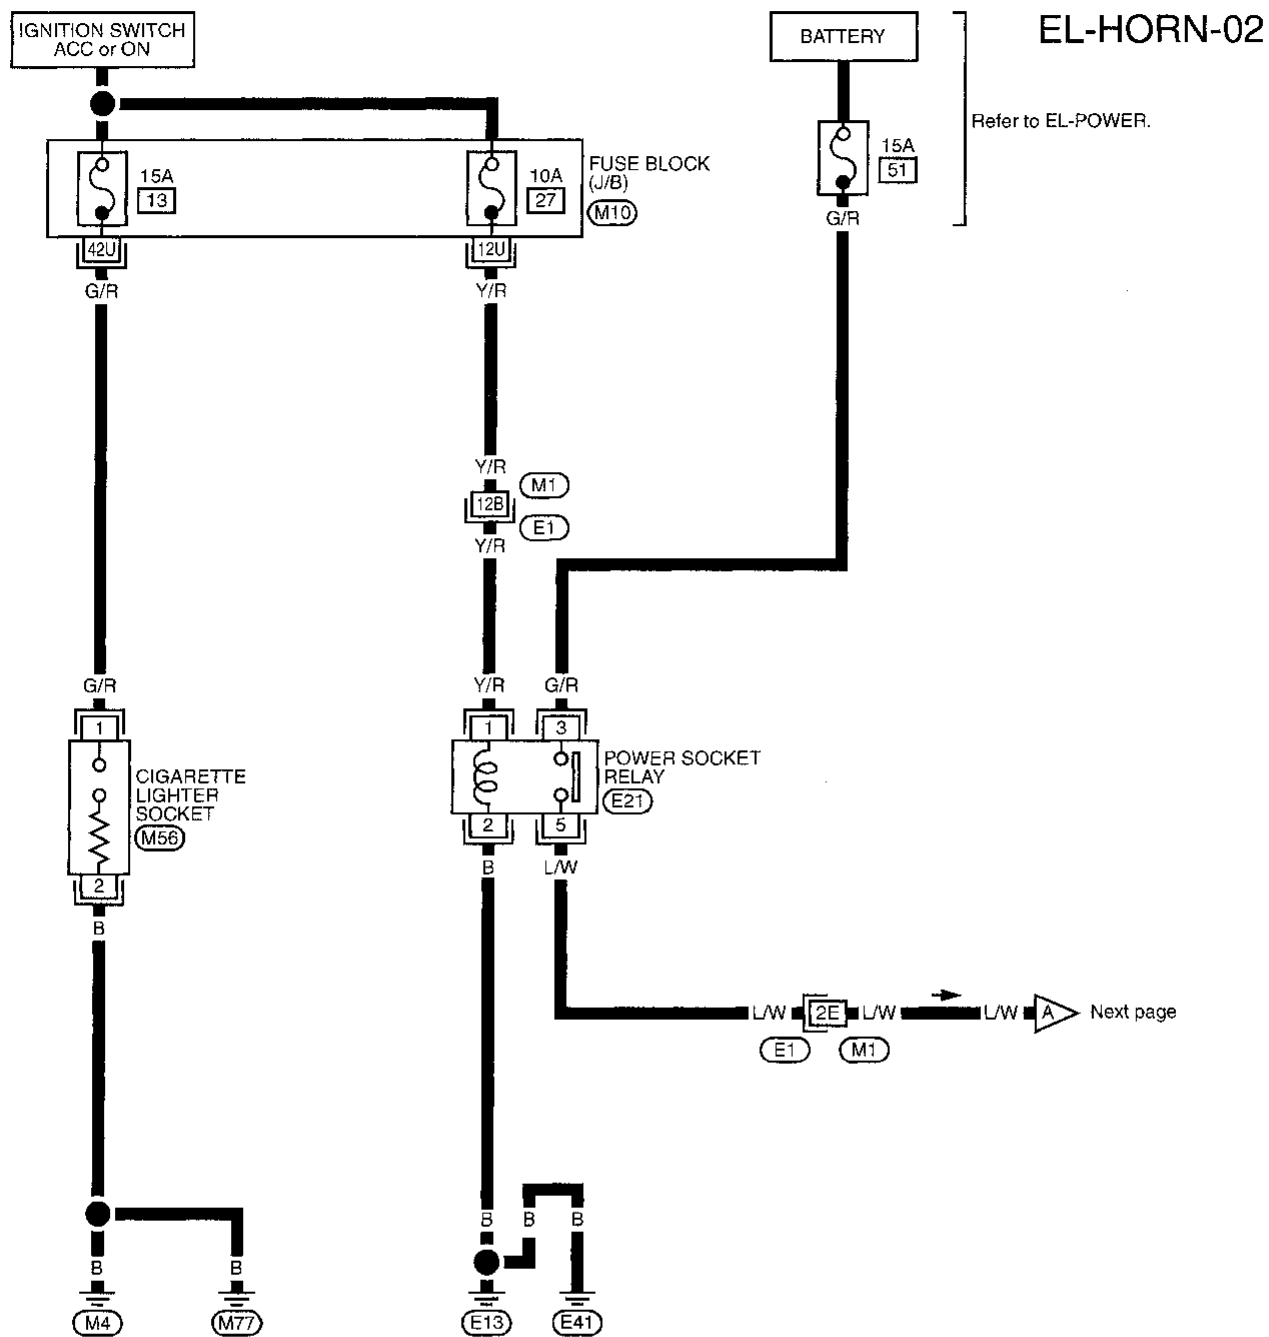 IGNITION SWITCH
ACC or ON
BATTERY
EL-HORN-02
Refer to EL-POWER.
15A
13
10A
27
FUSE BLOCK
(J/B)
M10
15A
51
G/R
42U
12U
G/R
Y/R
Y/R
M1
12B
E1
Y/R
G/R
Y/R
G/R
1
1
3
CIGARETTE
LIGHTER
SOCKET
M56
POWER SOCKET
RELAY
E21
2
2
5
B
B
L/W
L/W
2E
L/W
L/W
A
Next page
E1
M1
B
B
B
B
B
M4
M77
E13
E41